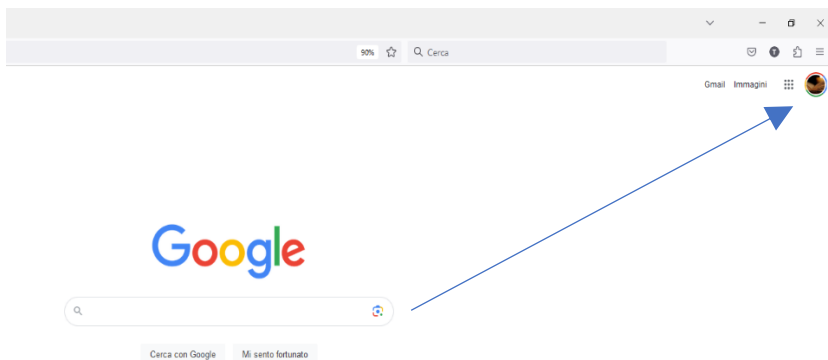 90%
Cerca
T
Gmail Immagini
Google
Cerca con Google Mi sento fortunato